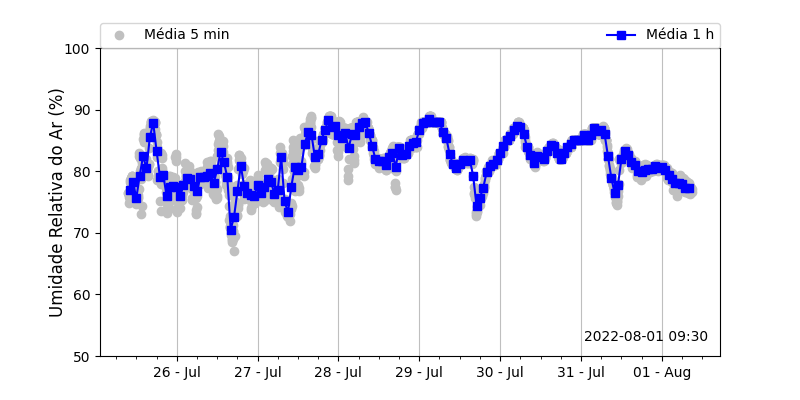 Média 5 min Média 1 h
Umidade Relativa do Ar (%)
100
90
80
70
60
50
2022-08-01 09:30
26 - Jul 27 - Jul 28 - Jul 29 - Jul 30 - Jul 31 - Jul 01 - Aug